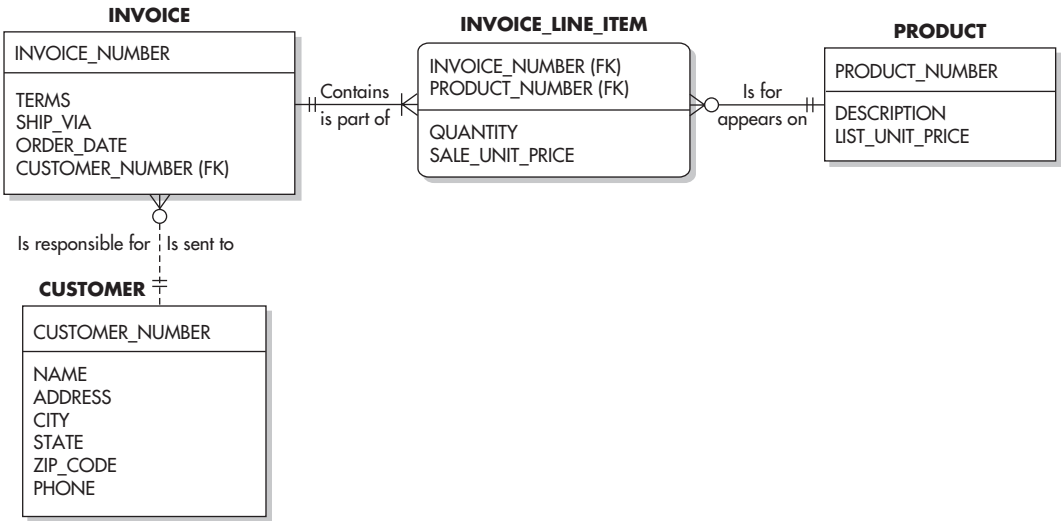 INVOICE
INVOICE_NUMBER
TERMS
SHIP_VIA
ORDER_DATE
CUSTOMER_NUMBER (FK)
Contains
is part of
INVOICE_LINE_ITEM
INVOICE_NUMBER (FK)
PRODUCT_NUMBER (FK)
QUANTITY
SALE_UNIT_PRICE
Is for
appears on
PRODUCT
PRODUCT_NUMBER
DESCRIPTION
LIST_UNIT_PRICE
Is responsible for
Is sent to
CUSTOMER
CUSTOMER_NUMBER
NAME
ADDRESS
CITY
STATE
ZIP_CODE
PHONE